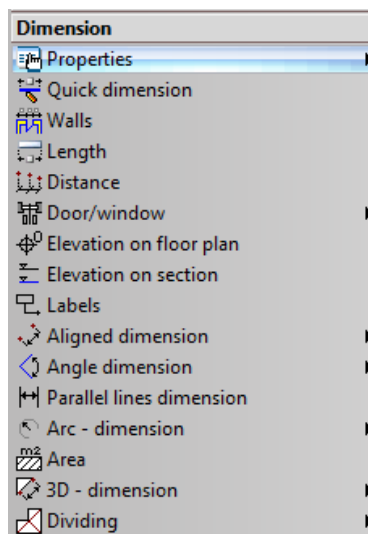 Dimension
Properties
Quick dimension
Walls
Length
Distance
Door/window
Elevation on floor plan
Elevation on section
Labels
Aligned dimension
Angle dimension
Parallel lines dimension
Arc - dimension
m2
Area
3D - dimension
Dividing